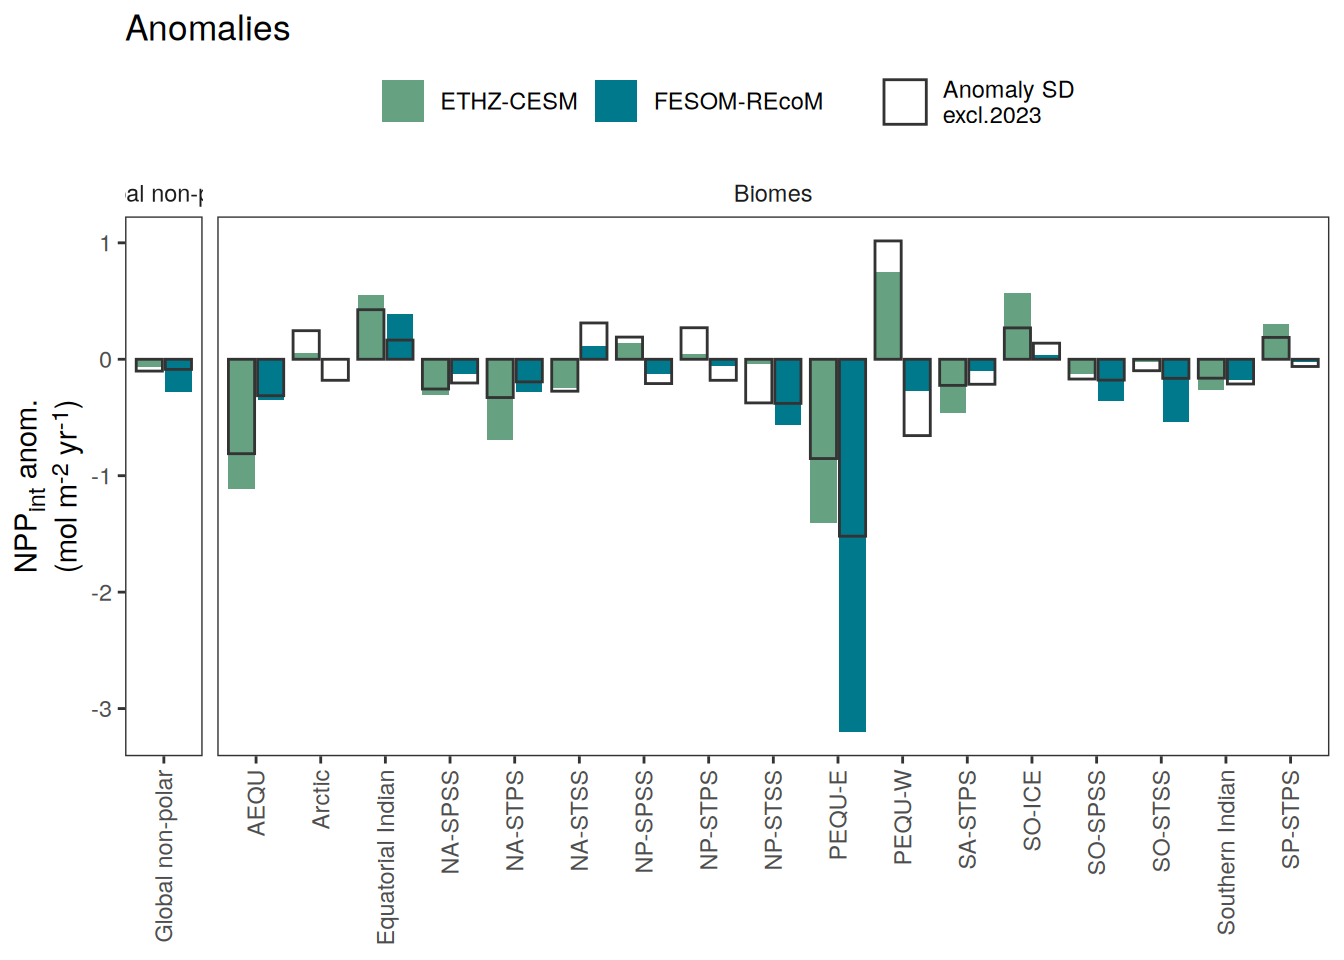 Anomalies
ETHZ-CESM
FESOM-REcoM
Anomaly SD
excl.2023
al non-
Biomes
NPPint anom.
(mol m-2 yr-1)
1
0
-1
-2
-3
Global non-polar
AEQU
Arctic
Equatorial Indian
NA-SPSS
NA-STPS
NA-STSS
NP-SPSS
NP-STPS
NP-STSS
PEQU-E
PEQU-W
SA-STPS
SO-ICE
SO-SPSS
SO-STSS
Southern Indian
SP-STPS